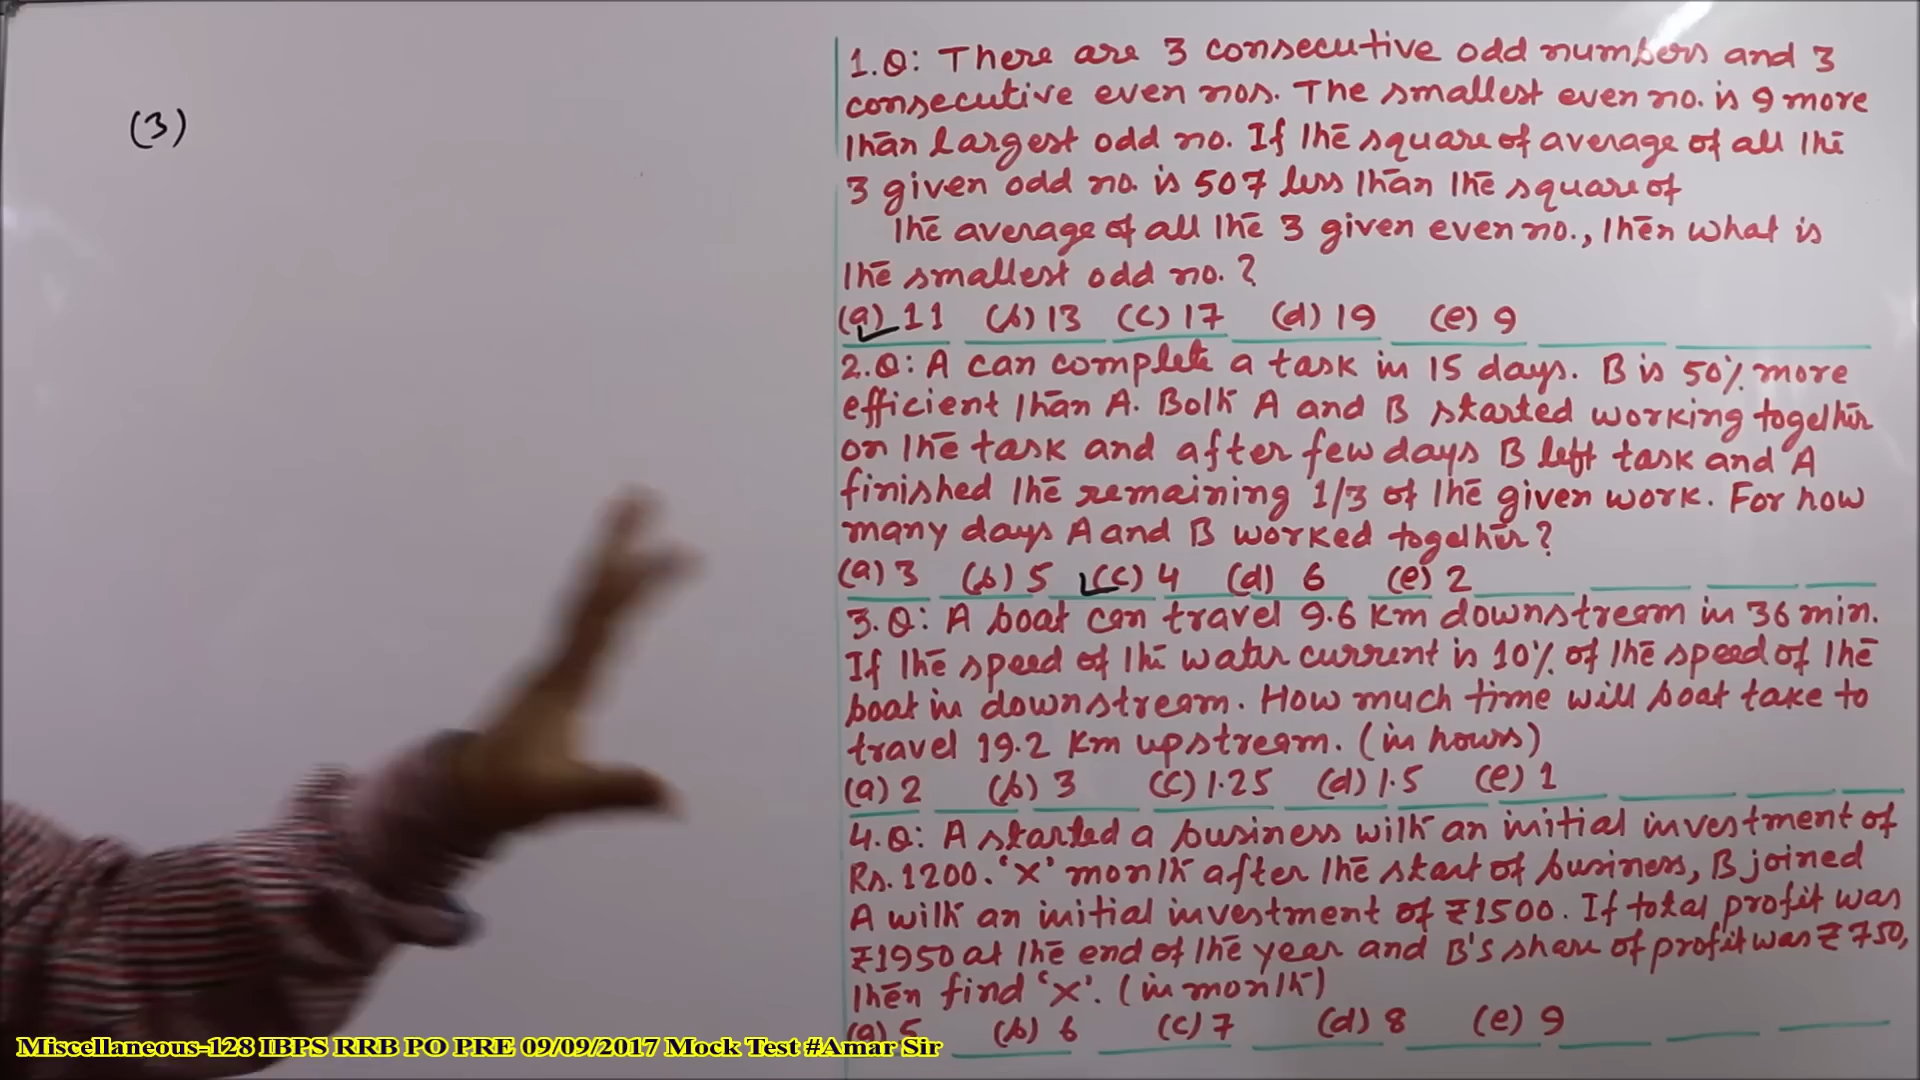 (3)
1.Q: There are 3 consecutive odd numbers and 3
consecutive even nos. The smallest even no. is 9 more
than largest odd no. If the square of average of all the
3 given odd no. is 507 less than the square of
the average of all the 3 given even no., then what is
the smallest odd no. ?
(a) 11 (b) 13 (c) 17 (d) 19 (e) 9
2.Q: A can complete a task in 15 days. B is 50% more
efficient than A. Both A and B started working together
on the task and after few days B left task and A
finished the remaining 1/3 of the given work. For how
many days A and B worked together?
(a) 3 (b) 5 (c) 4 (d) 6 (e) 2
3.Q: A boat can travel 9.6 Km downstream in 36 min.
If the speed of the water current is 10% of the speed of the
boat in downstream. How much time will boat take to
travel 19.2 Km upstream. (in hours)
(a) 2 (b) 3 (c) 1.25 (d) 1.5 (e) 1
4.Q: A started a business with an initial investment of
Rs. 1200. 'x' month after the start of business, B joined
A with an initial investment of ₹1500. If total profit was
₹1950 at the end of the year and B's share of profit was ₹750,
then find 'x'. (in month)
(a) 5 (b) 6 (c) 7 (d) 8 (e) 9
Miscellaneous-128 IBPS RRB PO PRE 09/09/2017 Mock Test #Amar Sir